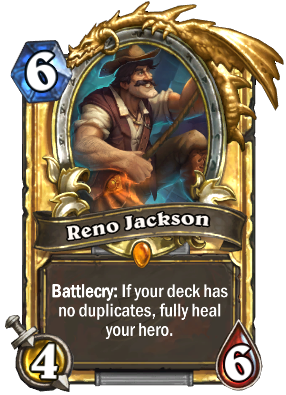 6
Reno Jackson
Battlecry: If your deck has
no duplicates, fully heal
your hero.
4
6